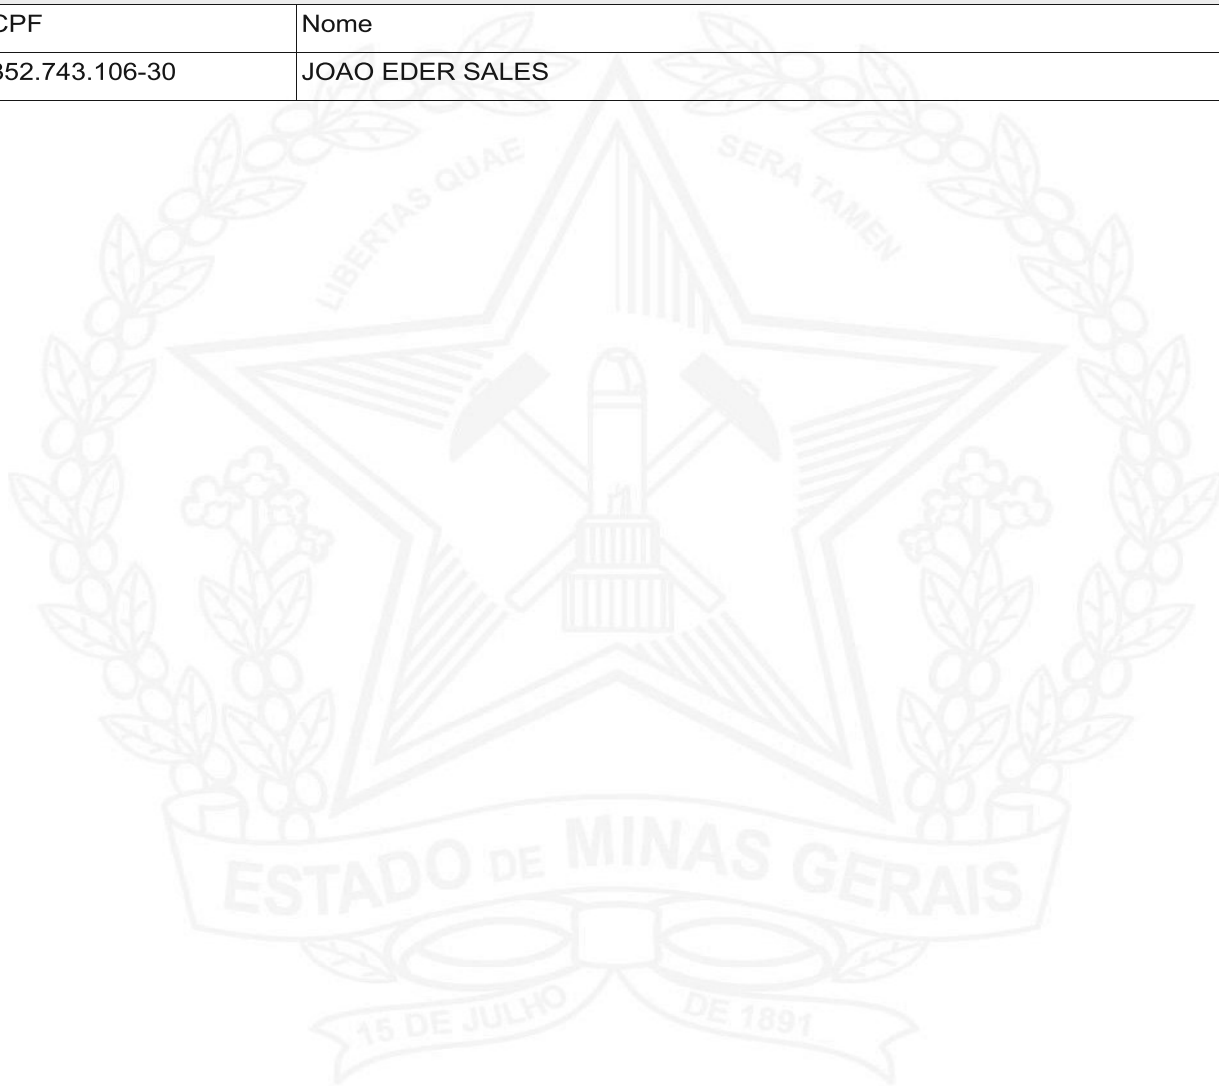 CPF Nome
352.743.106-30 JOAO EDER SALES
LIBERTAS QUAE SERA TAMEN
ESTADO DE MINAS GERAIS
15 DE JULHO DE 1891